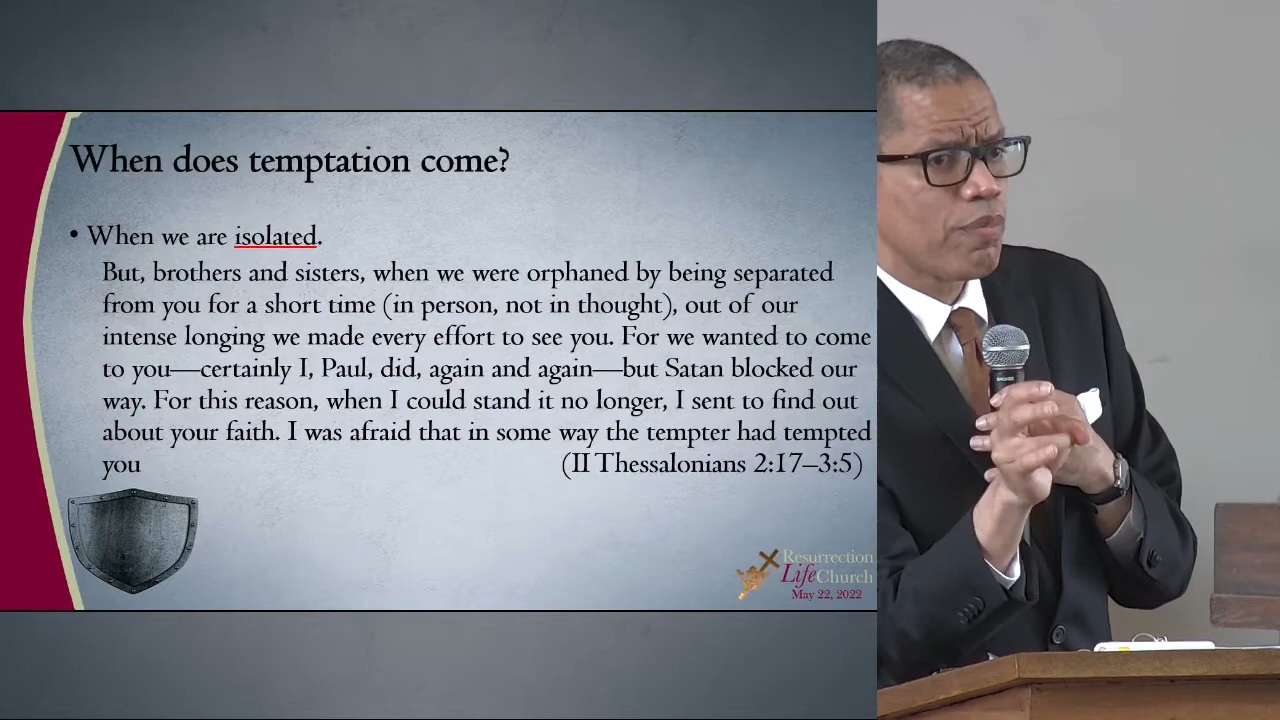 When does temptation come?
• When we are isolated.
But, brothers and sisters, when we were orphaned by being separated
from you for a short time (in person, not in thought), out of our
intense longing we made every effort to see you. For we wanted to come
to you—certainly I, Paul, did, again and again—but Satan blocked our
way. For this reason, when I could stand it no longer, I sent to find out
about your faith. I was afraid that in some way the tempter had tempted
you (II Thessalonians 2:17–3:5)
Resurrection
Life Church
May 22, 2022